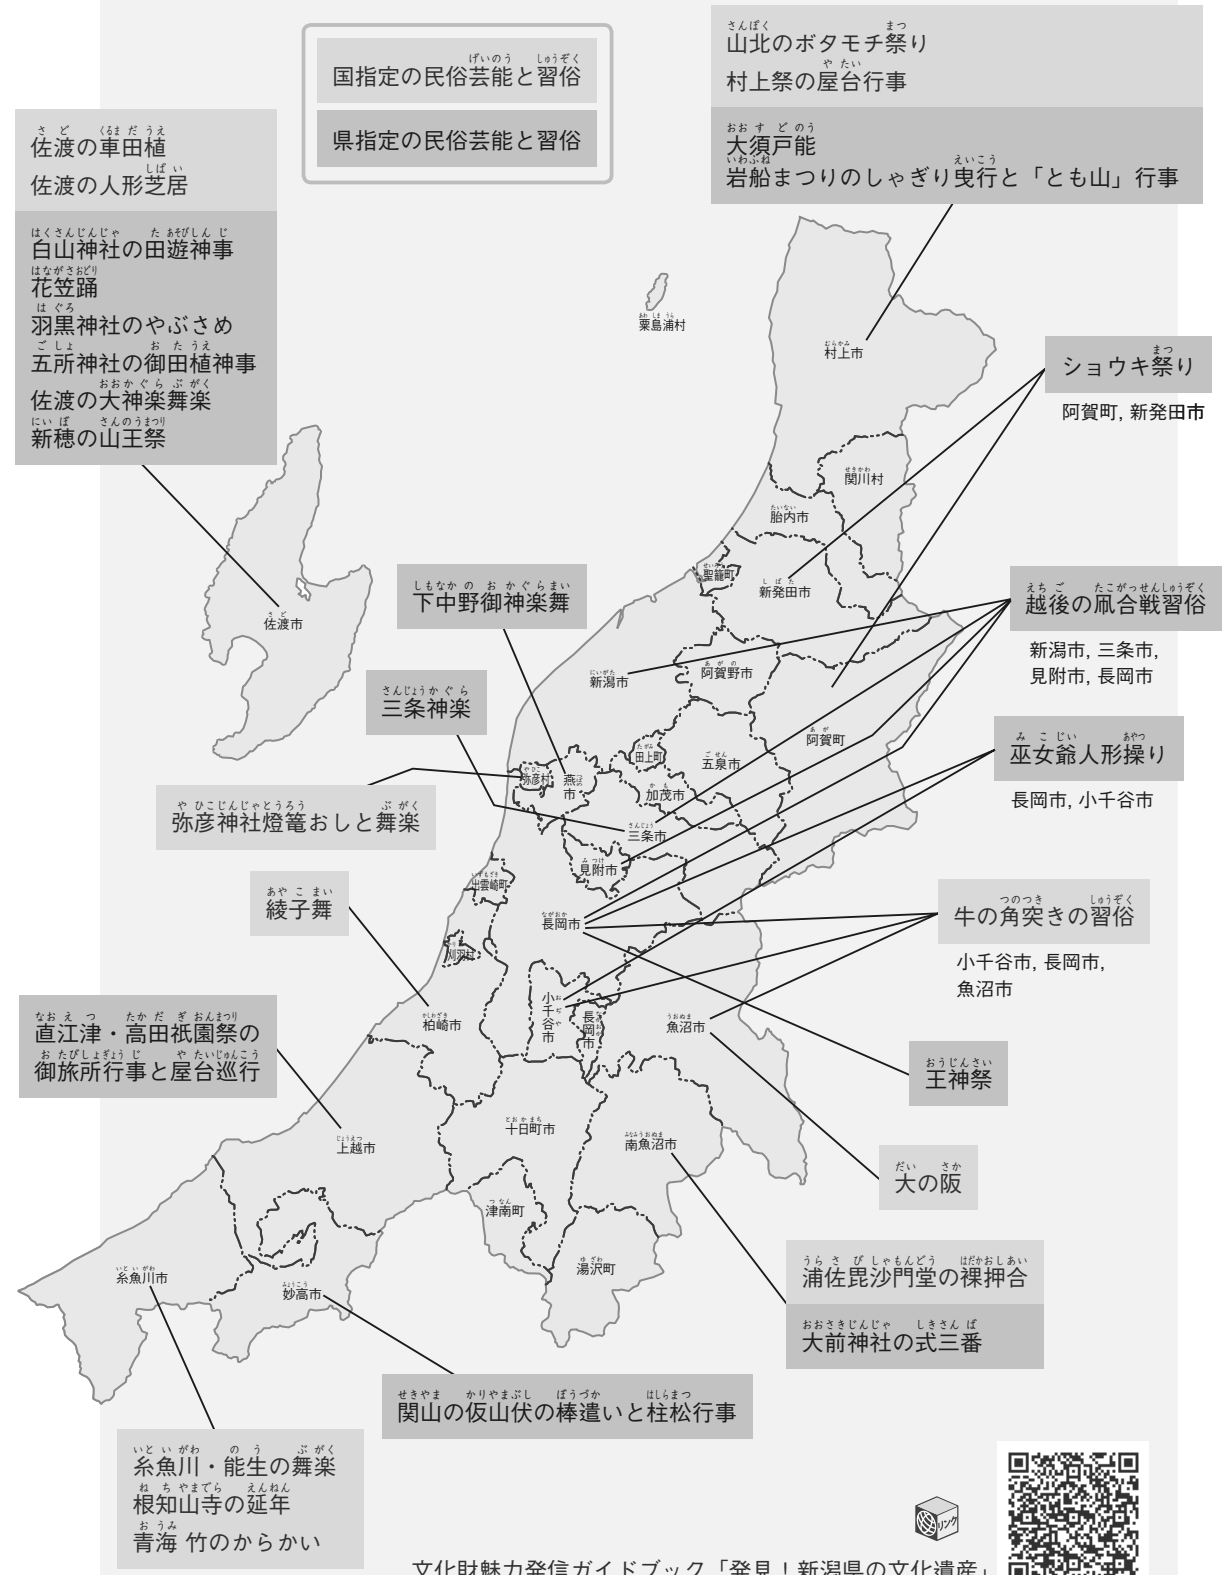 国指定の民俗芸能と習俗
県指定の民俗芸能と習俗
山北のボタモチ祭り
村上祭の屋台行事
大須戸能
岩船まつりのしゃぎり曳行と「とも山」行事
佐渡の車田植
佐渡の人形芝居
白山神社の田遊神事
花笠踊
羽黒神社のやぶさめ
五所神社の御田植神事
佐渡の大神楽舞楽
新穂の山王祭
粟島浦村
村上市
ショウキ祭り
阿賀町, 新発田市
関川村
胎内市
聖籠町
新発田市
佐渡市
下中野御神楽舞
越後の凧合戦習俗
新潟市, 三条市,
見附市, 長岡市
新潟市
阿賀野市
三条神楽
阿賀町
田上町
五泉市
巫女爺人形操り
長岡市, 小千谷市
弥彦村
燕市
加茂市
弥彦神社燈篭おしと舞楽
三条市
見附市
出雲崎町
綾子舞
長岡市
牛の角突きの習俗
小千谷市, 長岡市,
魚沼市
刈羽村
柏崎市
小千谷市
長岡市
魚沼市
直江津・高田祇園祭の
御旅所行事と屋台巡行
王神祭
上越市
十日町市
南魚沼市
大の阪
津南町
湯沢町
糸魚川市
妙高市
浦佐毘沙門堂の裸押合
大前神社の式三番
関山の仮山伏の棒遣いと柱松行事
糸魚川・能生の舞楽
根知山寺の延年
青海 竹のからかい
リンク
文化財魅力発信ガイドブック「発見！新潟県の文化遺産」